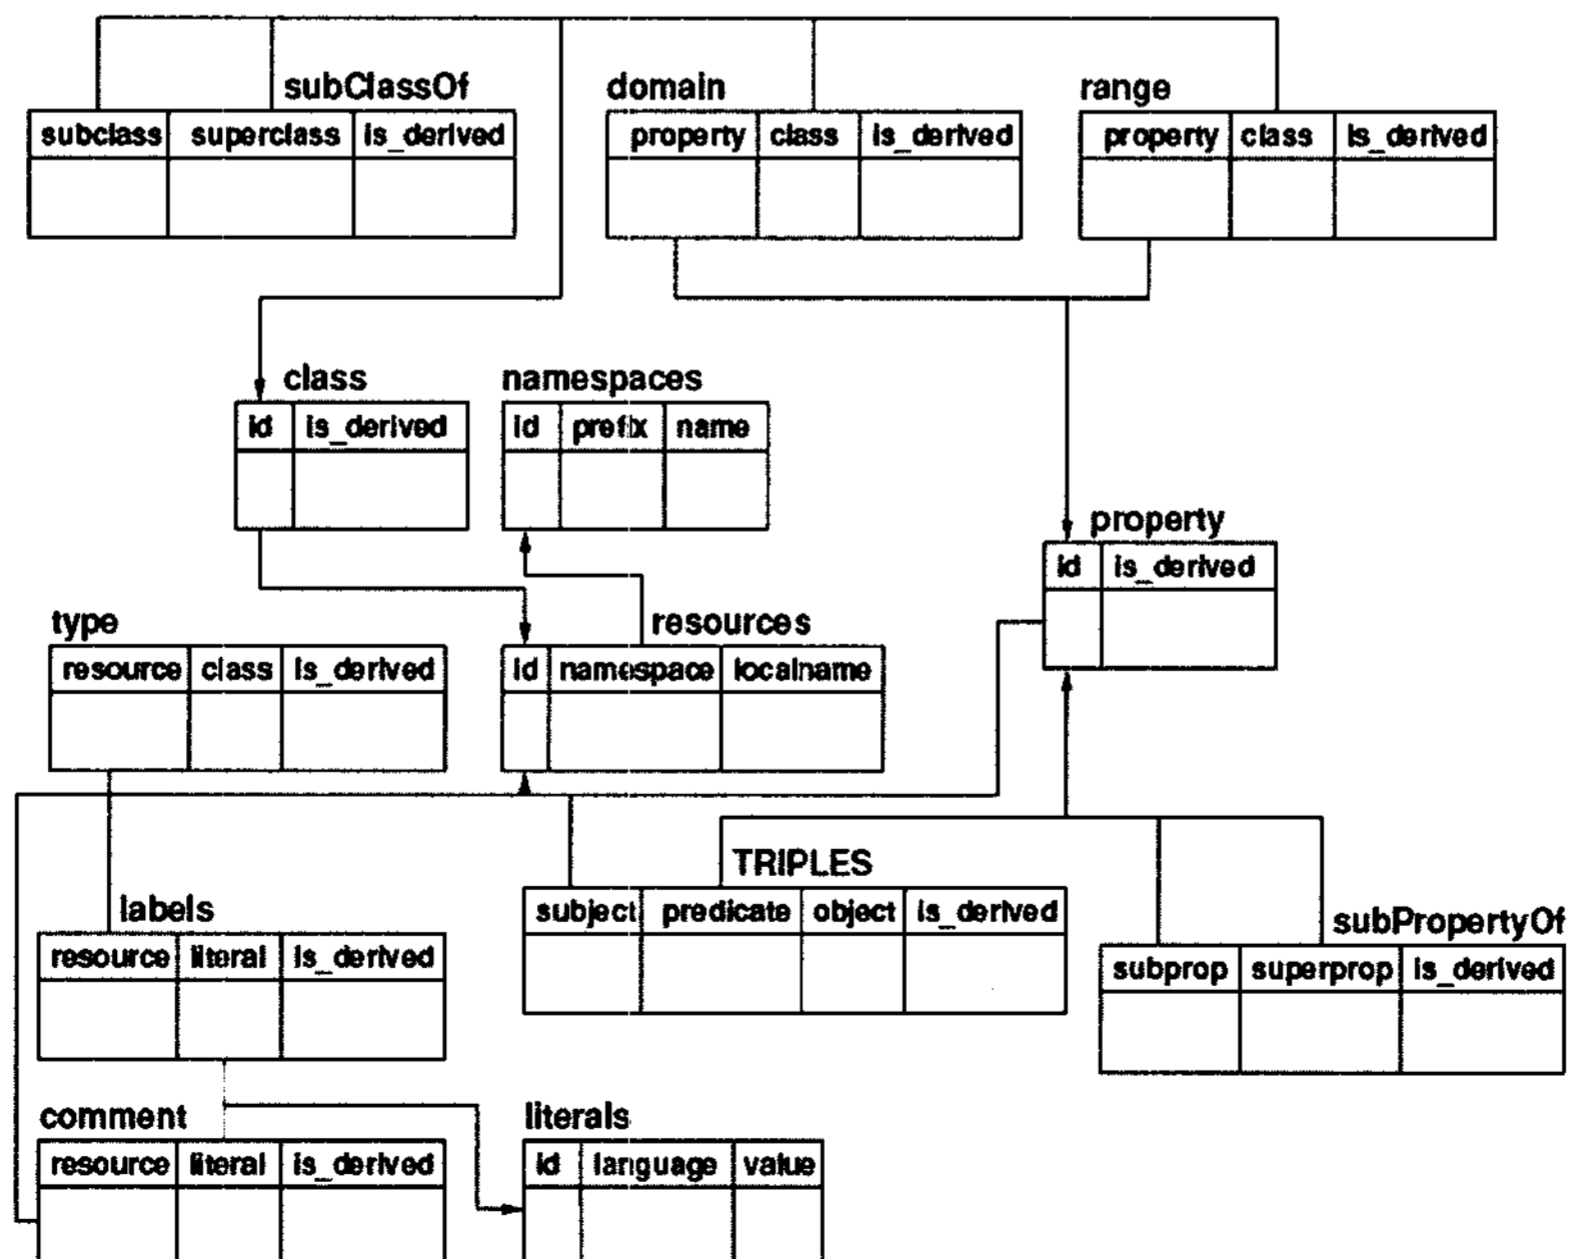 subClassOf
subclass superclass is_derived
domain
property class is_derived
range
property class is_derived
class
id is_derived
namespaces
id prefix name
property
id is_derived
type
resource class is_derived
resources
id namespace localname
TRIPLES
subject predicate object is_derived
labels
resource literal is_derived
subPropertyOf
subprop superprop is_derived
comment
resource literal is_derived
literals
id language value